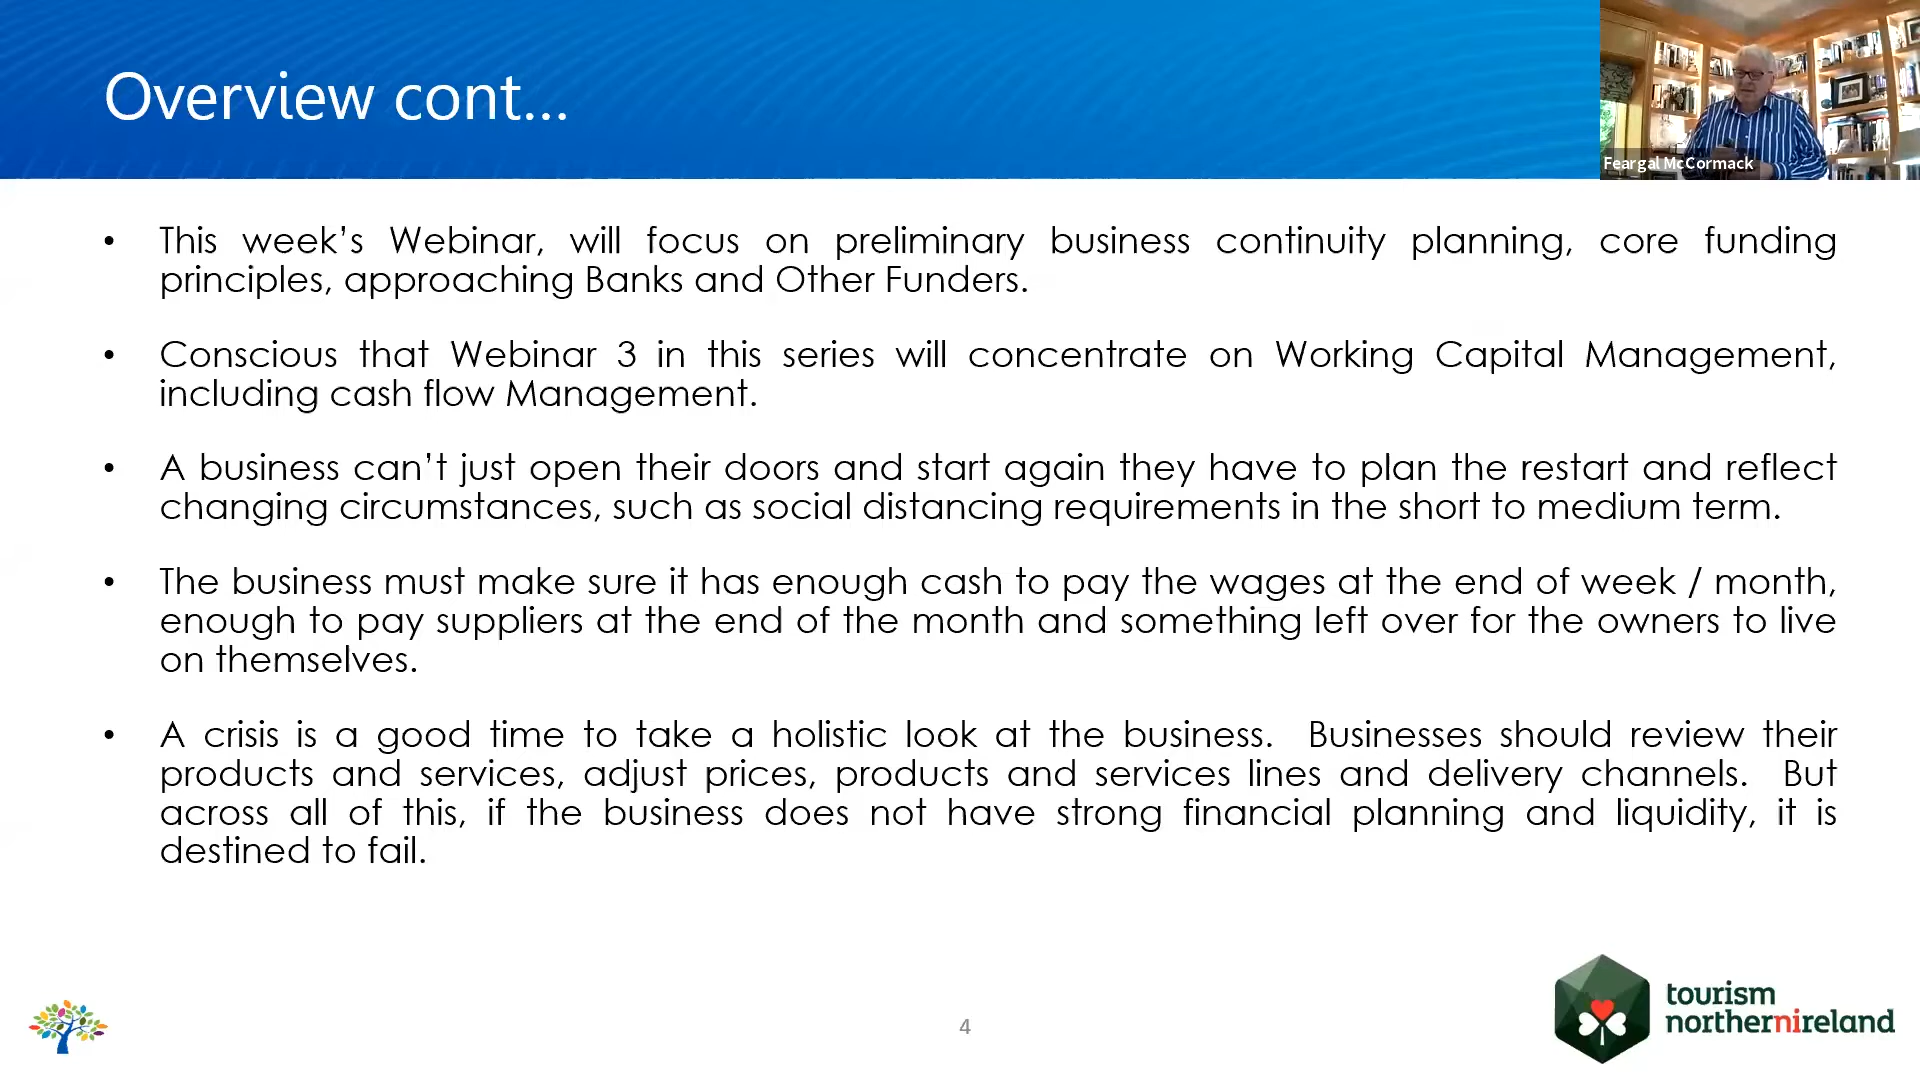 Overview cont...
Feargal McCormack
• This week’s Webinar, will focus on preliminary business continuity planning, core funding
principles, approaching Banks and Other Funders.
• Conscious that Webinar 3 in this series will concentrate on Working Capital Management,
including cash flow Management.
• A business can’t just open their doors and start again they have to plan the restart and reflect
changing circumstances, such as social distancing requirements in the short to medium term.
• The business must make sure it has enough cash to pay the wages at the end of week / month,
enough to pay suppliers at the end of the month and something left over for the owners to live
on themselves.
• A crisis is a good time to take a holistic look at the business. Businesses should review their
products and services, adjust prices, products and services lines and delivery channels. But
across all of this, if the business does not have strong financial planning and liquidity, it is
destined to fail.
4
tourism
northernireland